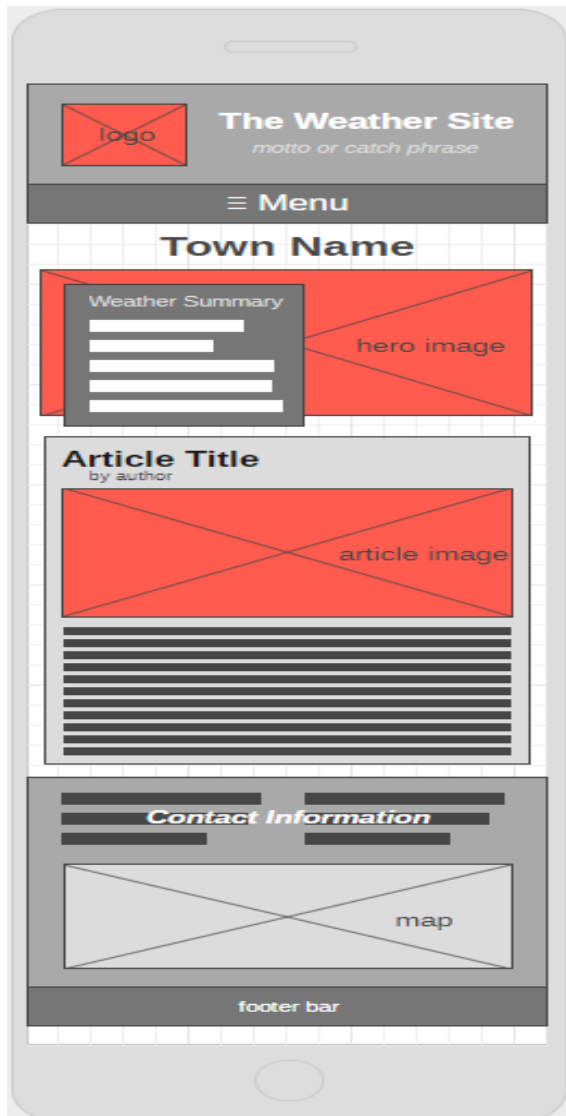 logo
The Weather Site
motto or catch phrase
≡ Menu
Town Name
Weather Summary
hero image
Article Title
by author
article image
Contact Information
map
footer bar